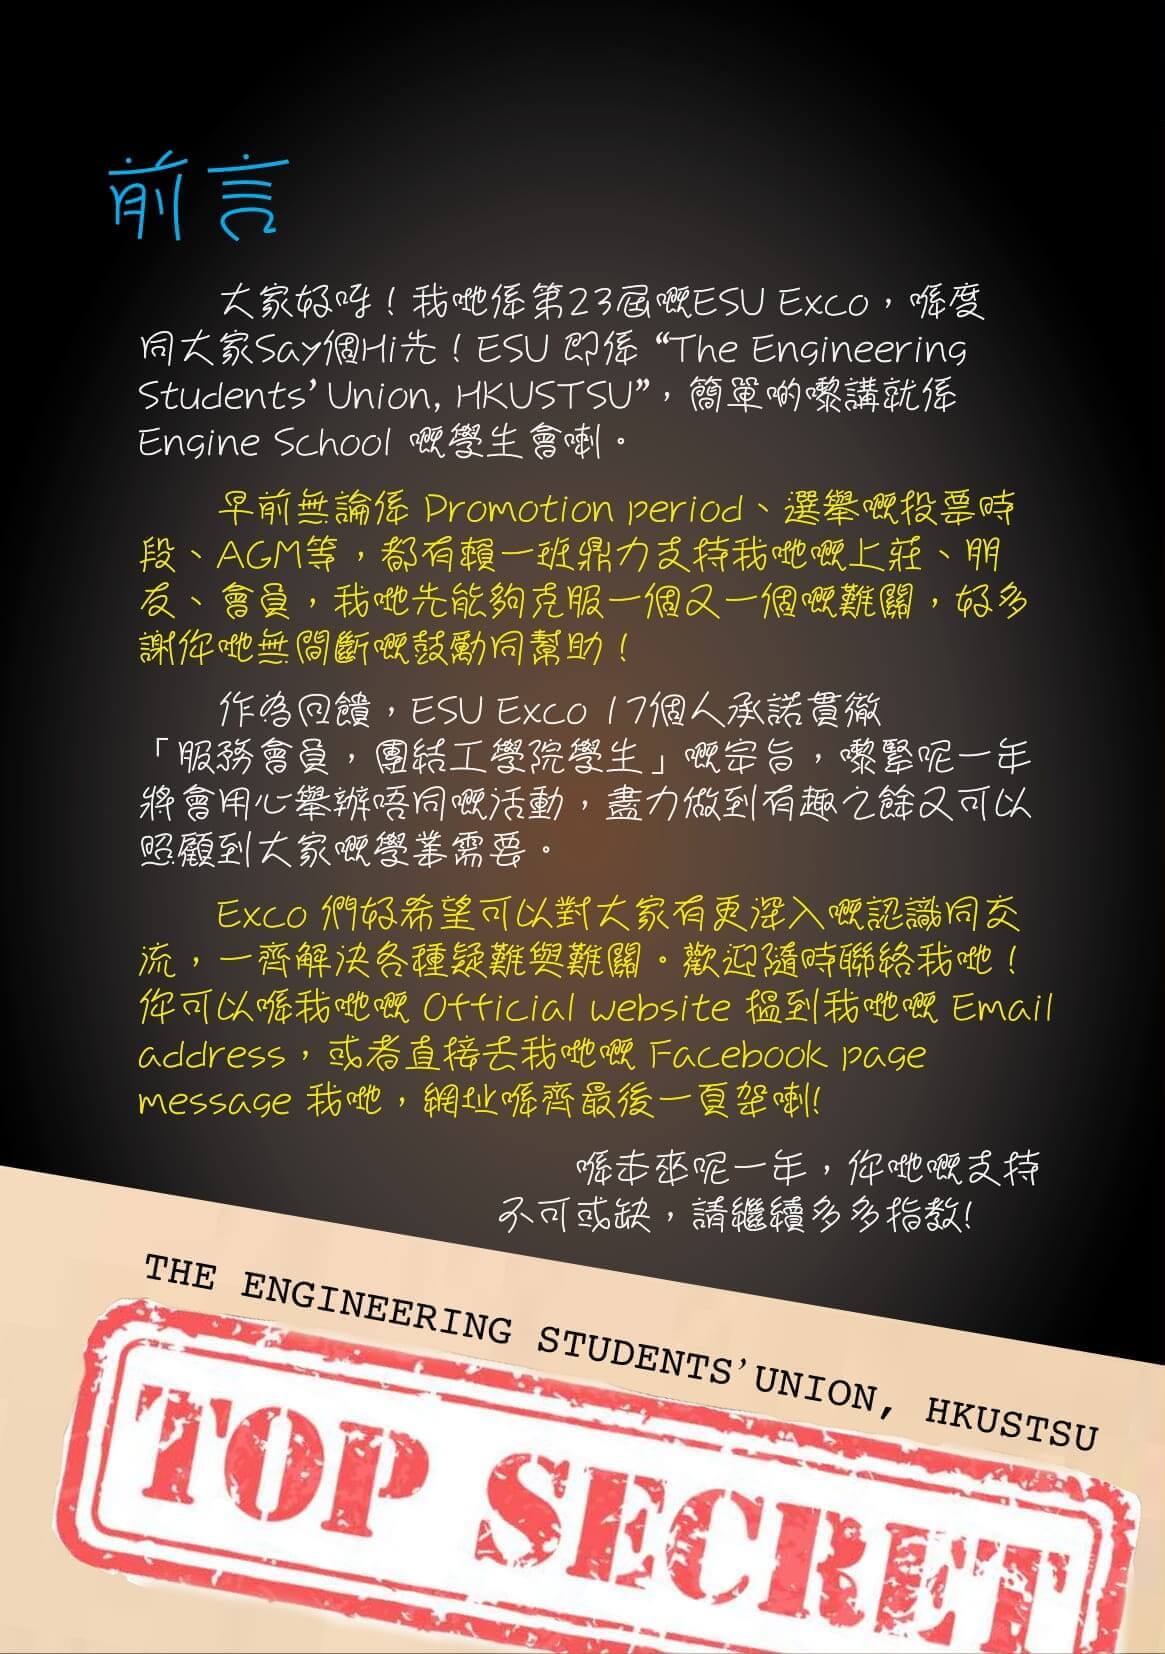 前言
大家好呀！我哋係第23屆嘅ESU Exco，喺度
同大家Say個Hi先！ESU 即係 “The Engineering
Students’ Union, HKUSTSU”，簡單啲嚟講就係
Engine School 嘅學生會喇。
早前無論係 Promotion period、選舉嘅投票時
段、AGM等，都有賴一班鼎力支持我哋嘅上莊、朋
友、會員，我哋先能夠克服一個又一個嘅難關，好多
謝你哋無間斷嘅鼓勵同幫助！
作為回饋，ESU Exco 17個人承諾貫徹
「服務會員，團結工學院學生」嘅宗旨，嚟緊呢一年
將會用心舉辦唔同嘅活動，盡力做到有趣之餘又可以
照顧到大家嘅學業需要。
Exco 們好希望可以對大家有更深入嘅認識同交
流，一齊解決各種疑難與難關。歡迎隨時聯絡我哋！
你可以喺我哋嘅 Official website 搵到我哋嘅 Email
address，或者直接去我哋嘅 Facebook page
message 我哋，網址喺齊最後一頁架喇!
喺未來呢一年，你哋嘅支持
不可或缺，請繼續多多指教!
THE ENGINEERING STUDENTS’UNION, HKUSTSU
TOP SECRET